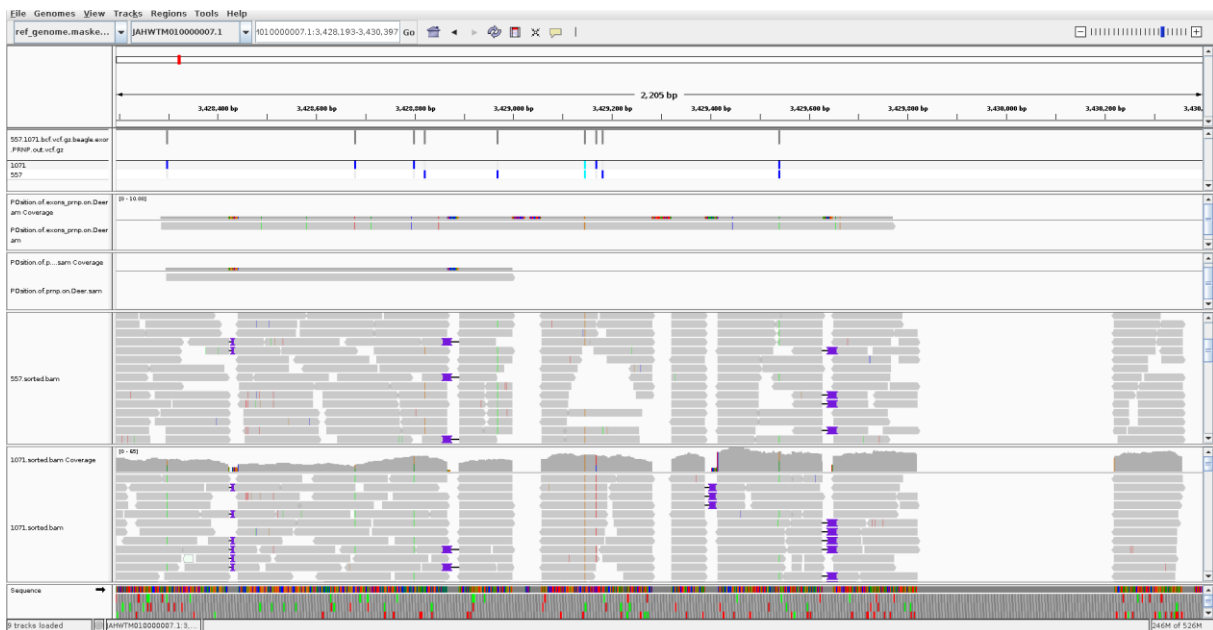 File Genomes View Tracks Regions Tools Help
ref_genome.maske... JAHWTM010000007.1 4010000007.1:3,428,193-3,430,397 Go
2,205 bp
3,428,400 bp 3,428,600 bp 3,428,800 bp 3,429,000 bp 3,429,200 bp 3,429,400 bp 3,429,600 bp 3,429,800 bp 3,430,000 bp 3,430,200 bp 3,430,
557.1071.bcf.vcf.gz.beagle.exor
.PRNP.out.vcf.gz
1071
557
[0 - 10.00]
POsition.of.exons_prnp.on.Deer
am Coverage
POsition.of.exons_prnp.on.Deer
am
POsition.of.p...sam Coverage
POsition.of.prnp.on.Deer.sam
557.sorted.bam
1071.sorted.bam Coverage
[0 - 65]
1071.sorted.bam
Sequence
9 tracks loaded JAHWTM010000007.1:3,... 246M of 526M